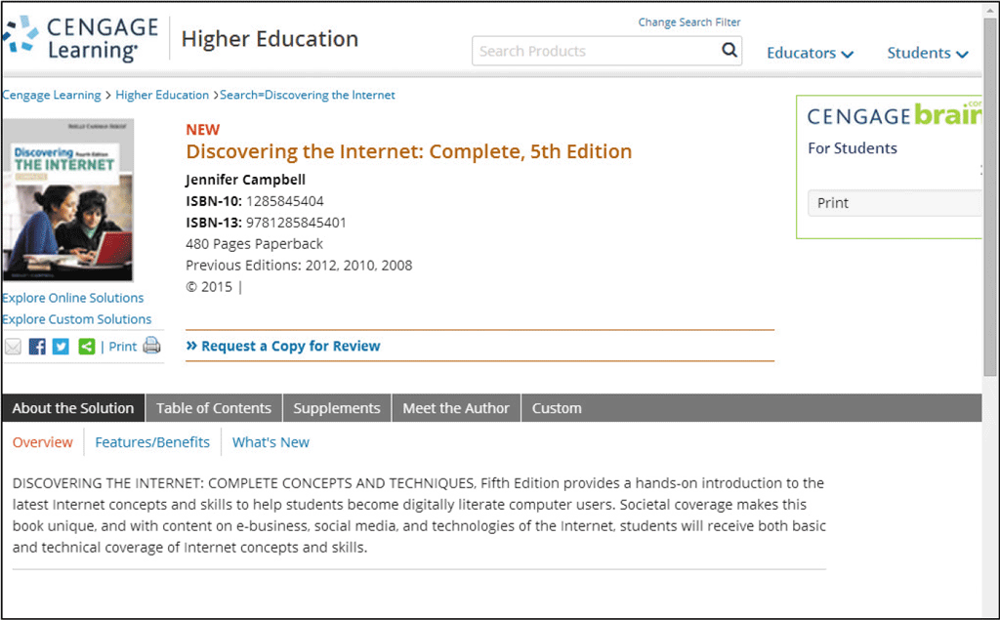 Change Search Filter
CENGAGE
Learning®
Higher Education
Search Products
Educators
Students
Cengage Learning > Higher Education >Search=Discovering the Internet
Discovering Fourth Edition
THE INTERNET
COMPLETE
NEW
Discovering the Internet: Complete, 5th Edition
Jennifer Campbell
ISBN-10: 1285845404
ISBN-13: 9781285845401
480 Pages Paperback
Previous Editions: 2012, 2010, 2008
© 2015 |
CENGAGEbrain
.com
For Students
Print
Explore Online Solutions
Explore Custom Solutions
| Print
» Request a Copy for Review
About the Solution Table of Contents Supplements Meet the Author Custom
Overview Features/Benefits What's New
DISCOVERING THE INTERNET: COMPLETE CONCEPTS AND TECHNIQUES, Fifth Edition provides a hands-on introduction to the
latest Internet concepts and skills to help students become digitally literate computer users. Societal coverage makes this
book unique, and with content on e-business, social media, and technologies of the Internet, students will receive both basic
and technical coverage of Internet concepts and skills.